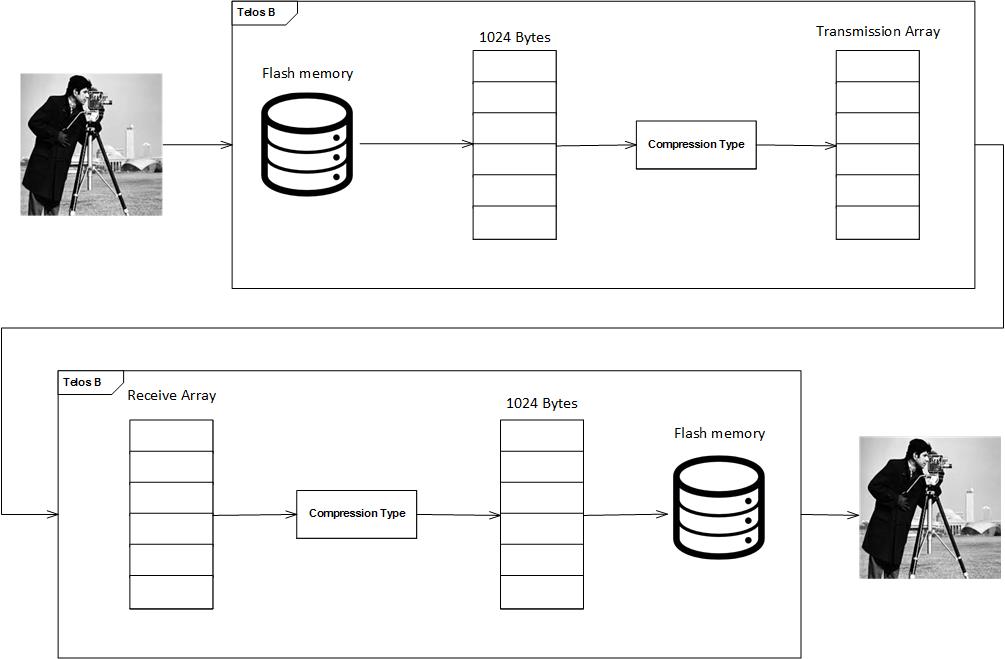 Telos B
Flash memory
1024 Bytes
Compression Type
Transmission Array
Telos B
Receive Array
Compression Type
1024 Bytes
Flash memory